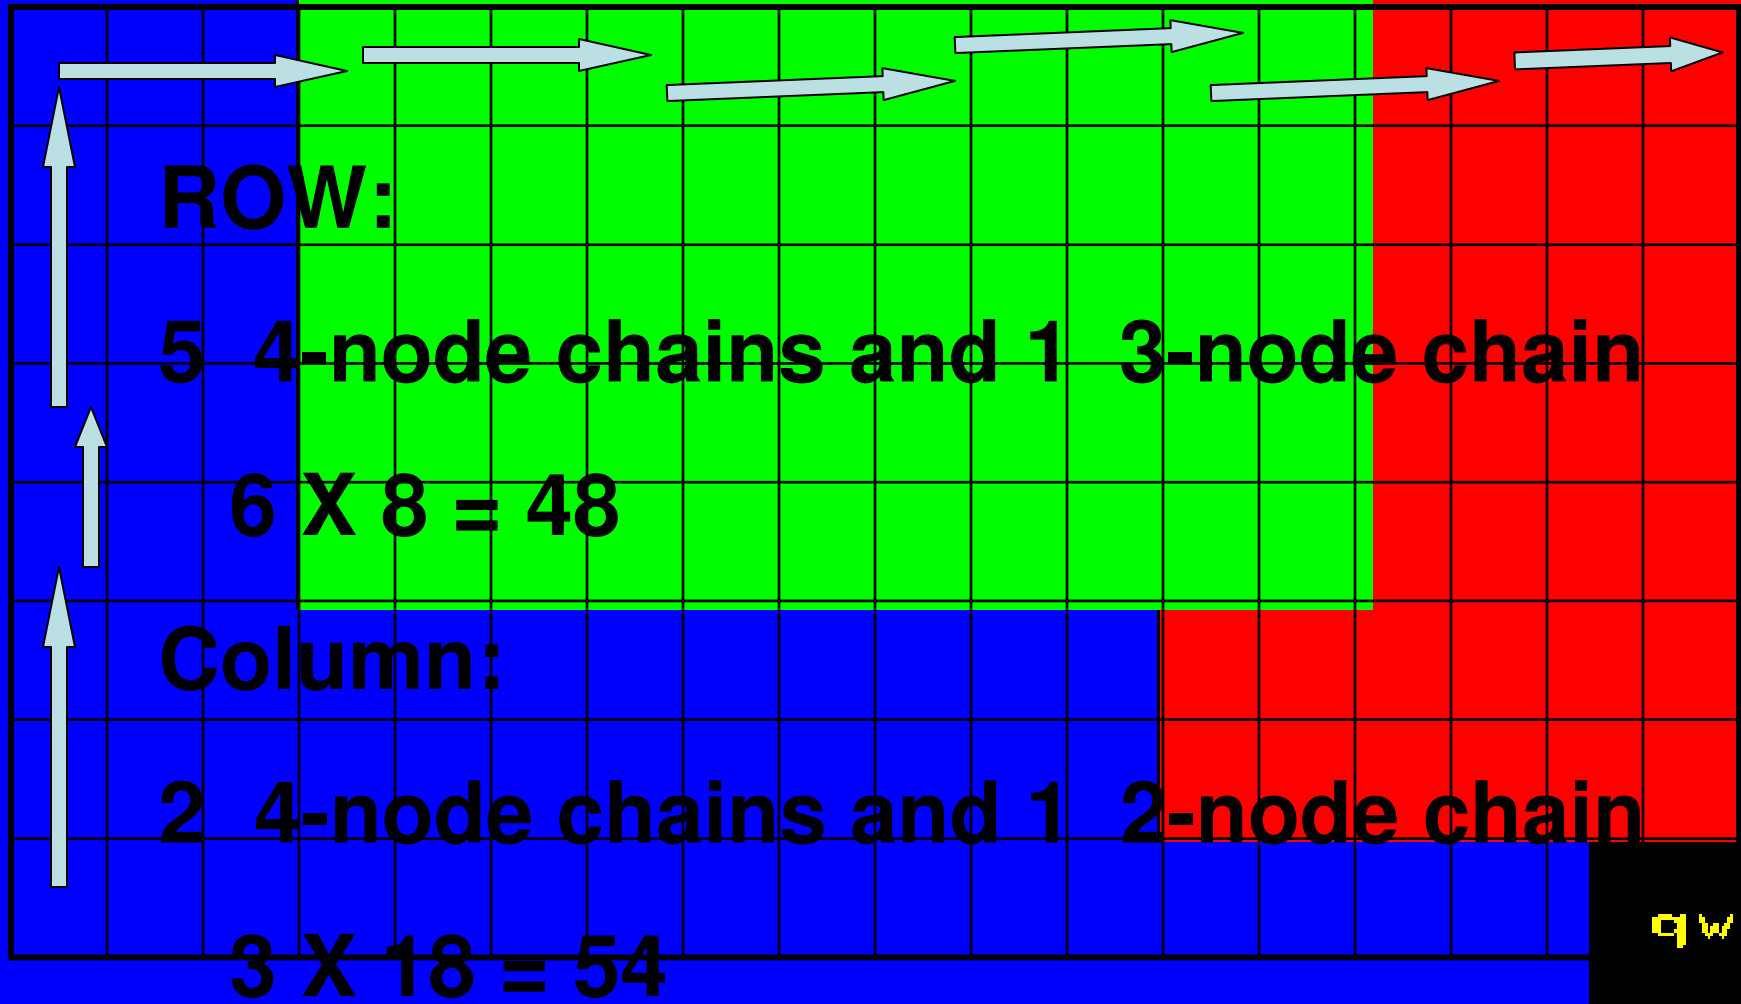 ROW:
5 4-node chains and 1 3-node chain
6 X 8 = 48
Column:
2 4-node chains and 1 2-node chain
q w
3 X 18 = 54